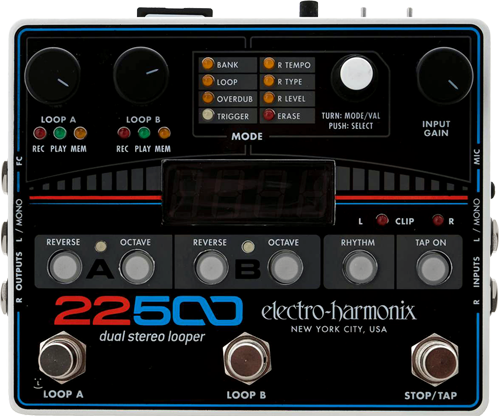 BANK
R TEMPO
LOOP
R TYPE
OVERDUB
R LEVEL
TRIGGER
ERASE
MODE
TURN: MODE/VAL
PUSH: SELECT
LOOP A
LOOP B
INPUT
GAIN
REC PLAY MEM
REC PLAY MEM
FC
MIC
L CLIP R
REVERSE
OCTAVE
REVERSE
OCTAVE
RHYTHM
TAP ON
A
B
R OUTPUTS L / MONO
R INPUTS L / MONO
22500
dual stereo looper
electro-harmonix
NEW YORK CITY, USA
LOOP A
LOOP B
STOP/TAP